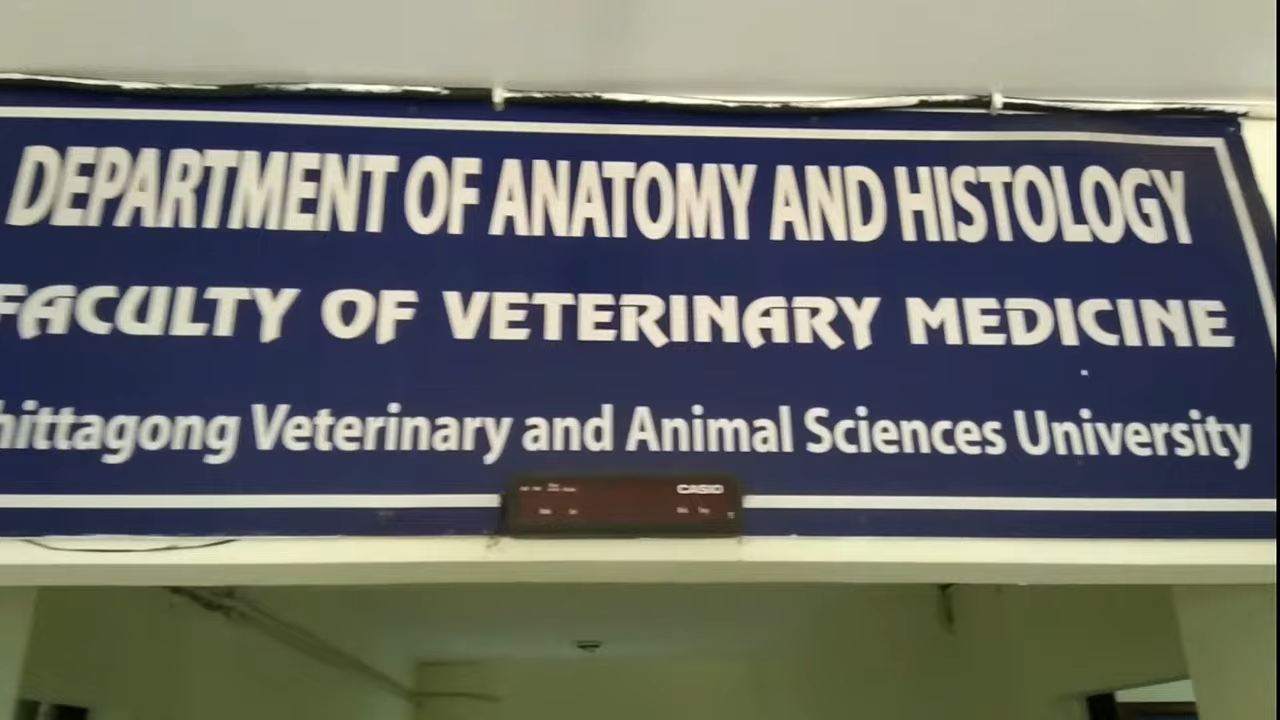 DEPARTMENT OF ANATOMY AND HISTOLOGY
FACULTY OF VETERINARY MEDICINE
hittagong Veterinary and Animal Sciences University
CASIO